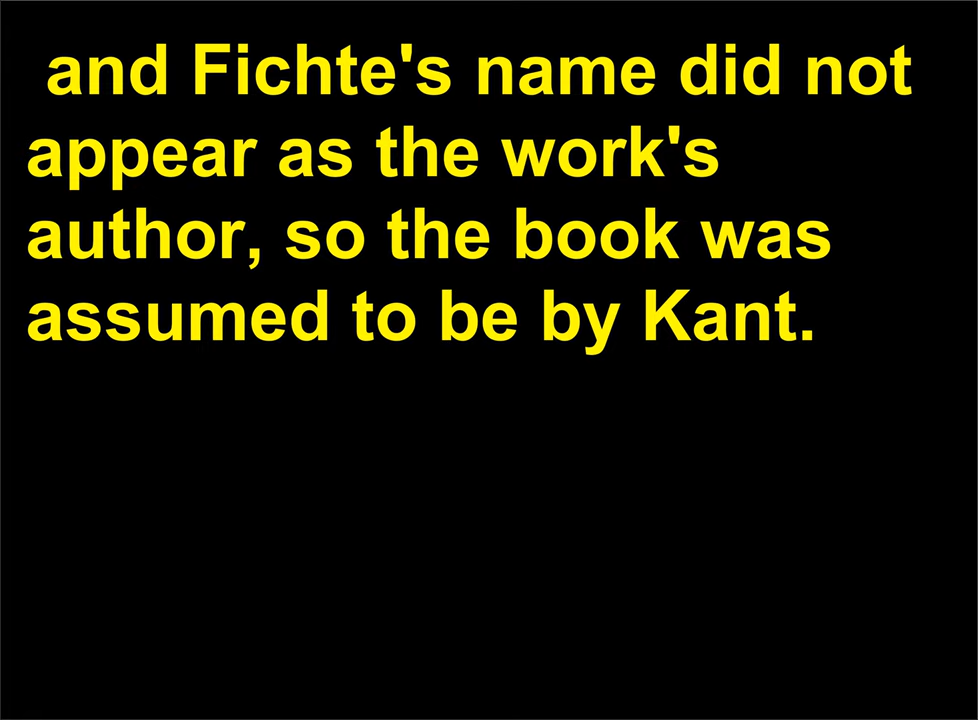 and Fichte's name did not
appear as the work's
author, so the book was
assumed to be by Kant.